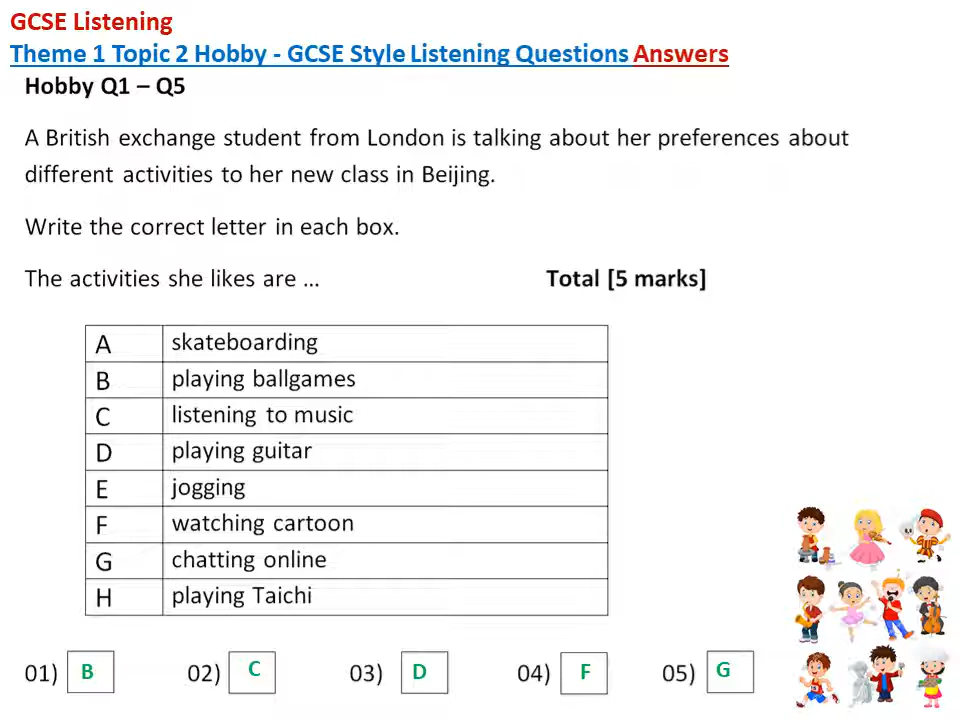 GCSE Listening
Theme 1 Topic 2 Hobby - GCSE Style Listening Questions Answers
Hobby Q1 – Q5
A British exchange student from London is talking about her preferences about
different activities to her new class in Beijing.
Write the correct letter in each box.
The activities she likes are … Total [5 marks]
A skateboarding
B playing ballgames
C listening to music
D playing guitar
E jogging
F watching cartoon
G chatting online
H playing Taichi
01) B 02) C 03) D 04) F 05) G